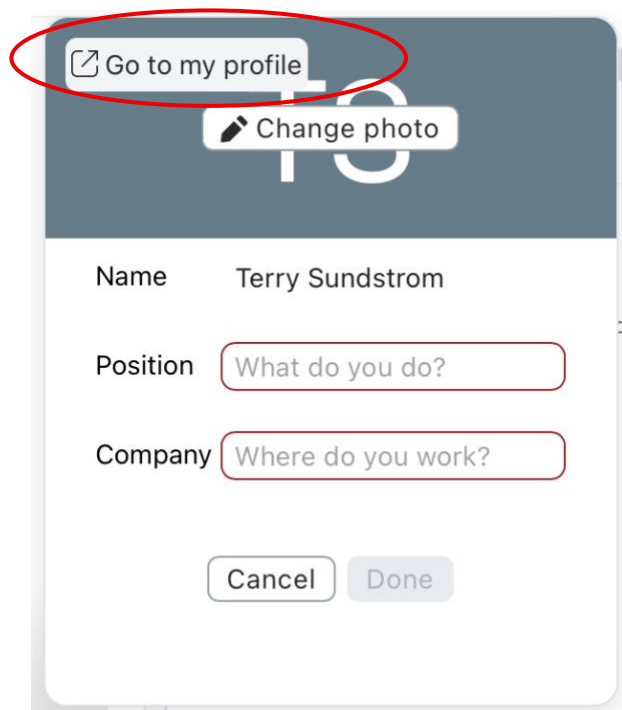 Go to my profile
TS
Change photo
Name Terry Sundstrom
Position What do you do?
Company Where do you work?
Cancel Done